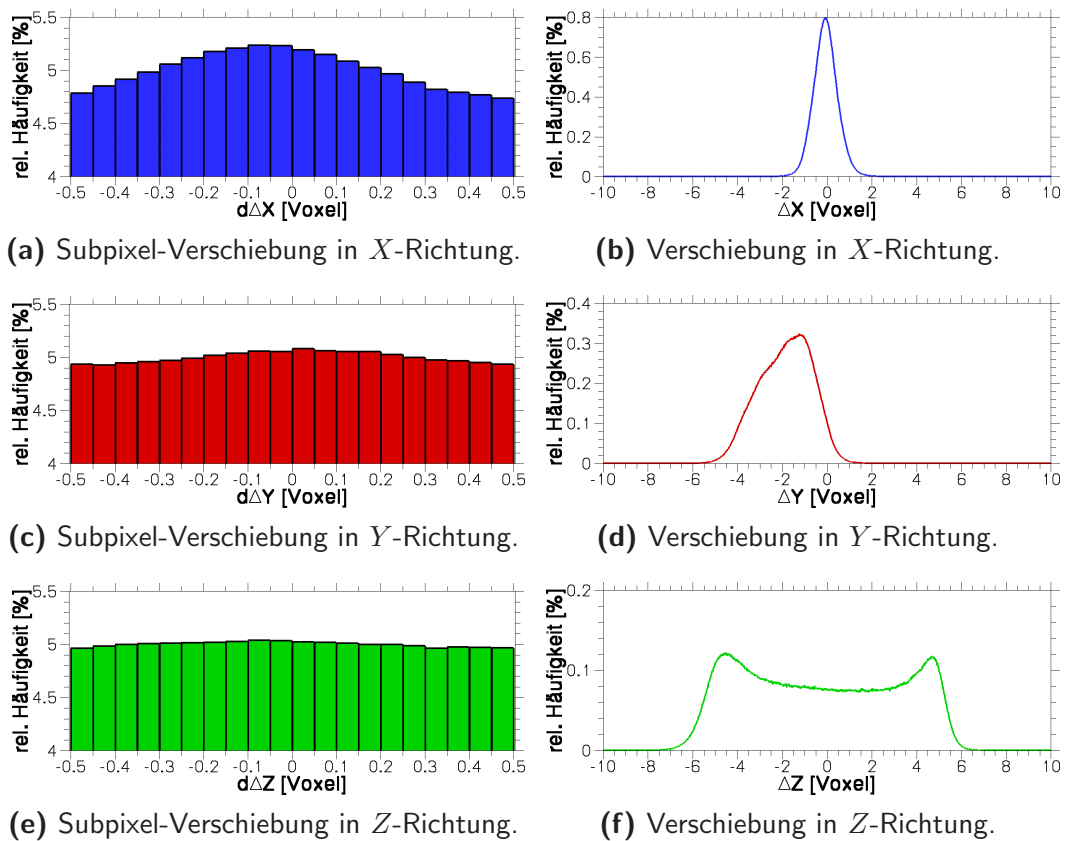 rel. Häufigkeit [%]
5.5
5
4.5
4
-0.5 -0.4 -0.3 -0.2 -0.1 0 0.1 0.2 0.3 0.4 0.5
d∆X [Voxel]
(a) Subpixel-Verschiebung in X-Richtung.
rel. Häufigkeit [%]
0.8
0.6
0.4
0.2
0
-10 -8 -6 -4 -2 0 2 4 6 8 10
∆X [Voxel]
(b) Verschiebung in X-Richtung.
rel. Häufigkeit [%]
5.5
5
4.5
4
-0.5 -0.4 -0.3 -0.2 -0.1 0 0.1 0.2 0.3 0.4 0.5
d∆Y [Voxel]
(c) Subpixel-Verschiebung in Y-Richtung.
rel. Häufigkeit [%]
0.4
0.3
0.2
0.1
0
-10 -8 -6 -4 -2 0 2 4 6 8 10
∆Y [Voxel]
(d) Verschiebung in Y-Richtung.
rel. Häufigkeit [%]
5.5
5
4.5
4
-0.5 -0.4 -0.3 -0.2 -0.1 0 0.1 0.2 0.3 0.4 0.5
d∆Z [Voxel]
(e) Subpixel-Verschiebung in Z-Richtung.
rel. Häufigkeit [%]
0.2
0.1
0
-10 -8 -6 -4 -2 0 2 4 6 8 10
∆Z [Voxel]
(f) Verschiebung in Z-Richtung.